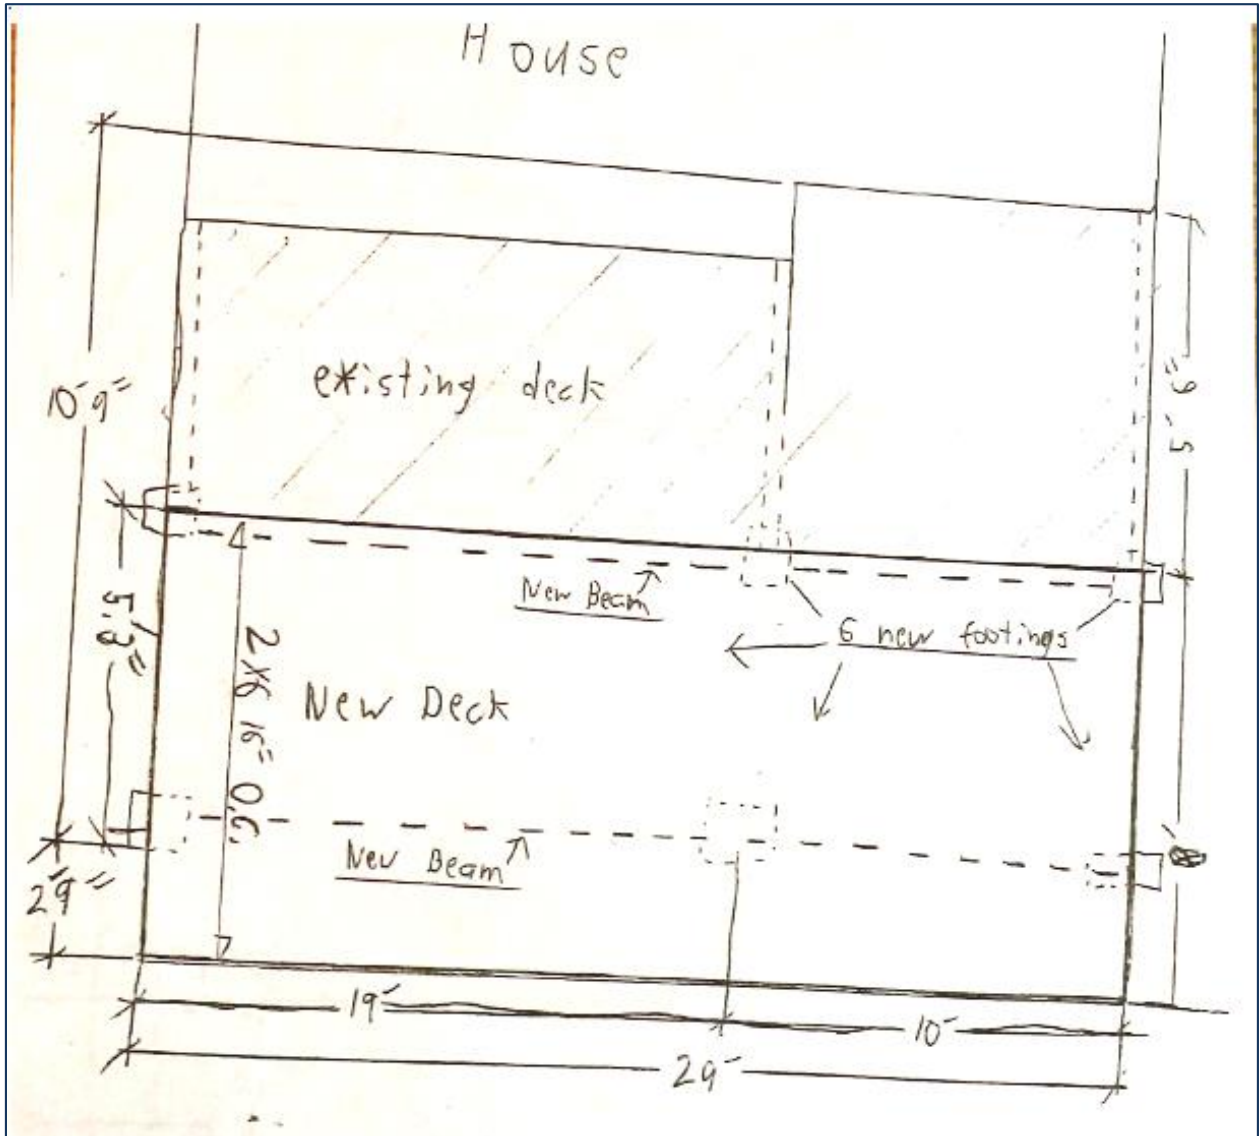 House
existing deck
10'9"
5'9"
New Beam
6 new footings
5'3"
2X6 16" O.C.
New Deck
New Beam
2'9"
19'
10'
29'